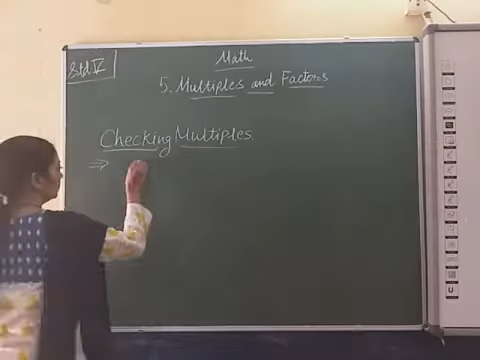 Std V
Math
5. Multiples and Factors
Checking Multiples
⇒
U